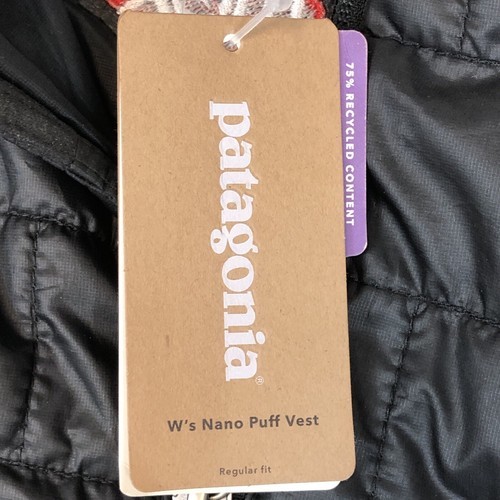 patagonia®
75% RECYCLED CONTENT
W's Nano Puff Vest
Regular fit